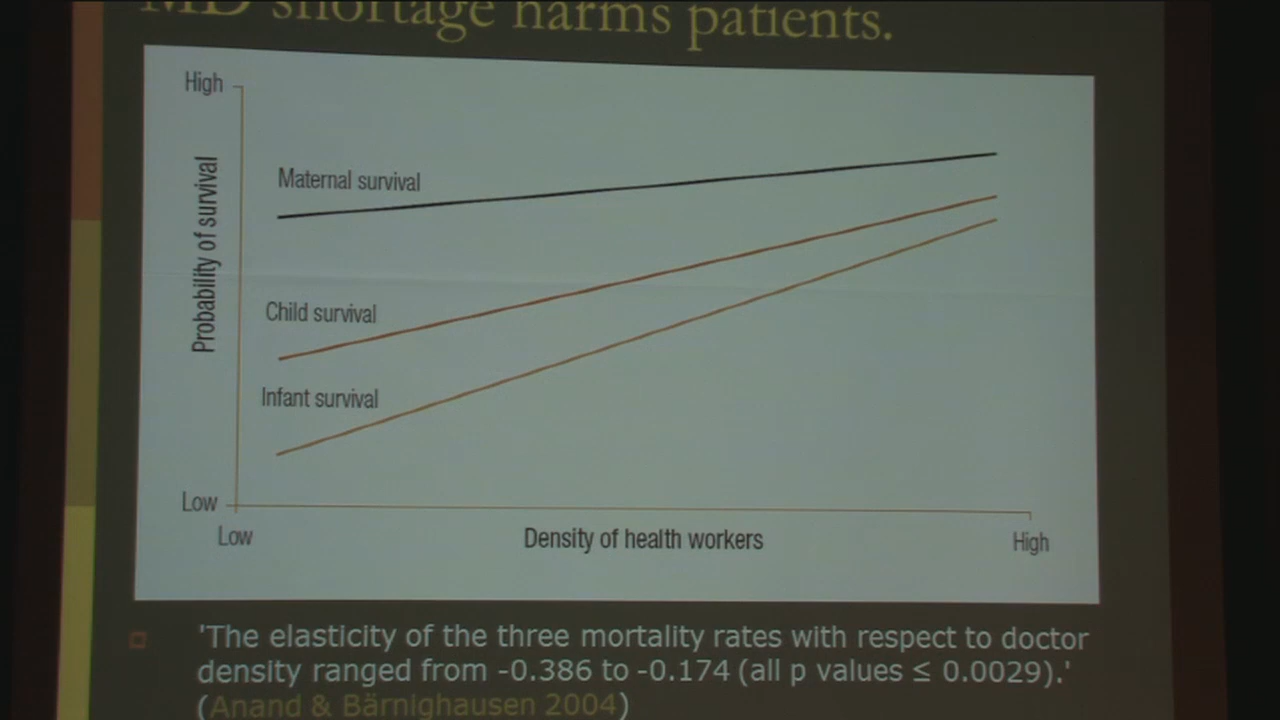 MD shortage harms patients.
High
Probability of survival
Maternal survival
Child survival
Infant survival
Low
Low
Density of health workers
High
'The elasticity of the three mortality rates with respect to doctor
density ranged from -0.386 to -0.174 (all p values ≤ 0.0029).'
(Anand & Bärnighausen 2004)